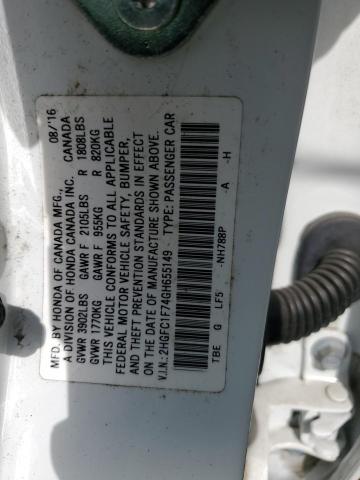 MFD. BY HONDA OF CANADA MFG., 08/'16
A DIVISION OF HONDA CANADA INC. CANADA
GVWR 3902LBS GAWR F 2105LBS R 1808LBS
GVWR 1770KG GAWR F 955KG R 820KG
THIS VEHICLE CONFORMS TO ALL APPLICABLE
FEDERAL MOTOR VEHICLE SAFETY, BUMPER,
AND THEFT PREVENTION STANDARDS IN EFFECT
ON THE DATE OF MANUFACTURE SHOWN ABOVE.
V.I.N.: 2HGFC1F74GH655149 - TYPE: PASSENGER CAR
TBE G LF5 -NH788P -A -H